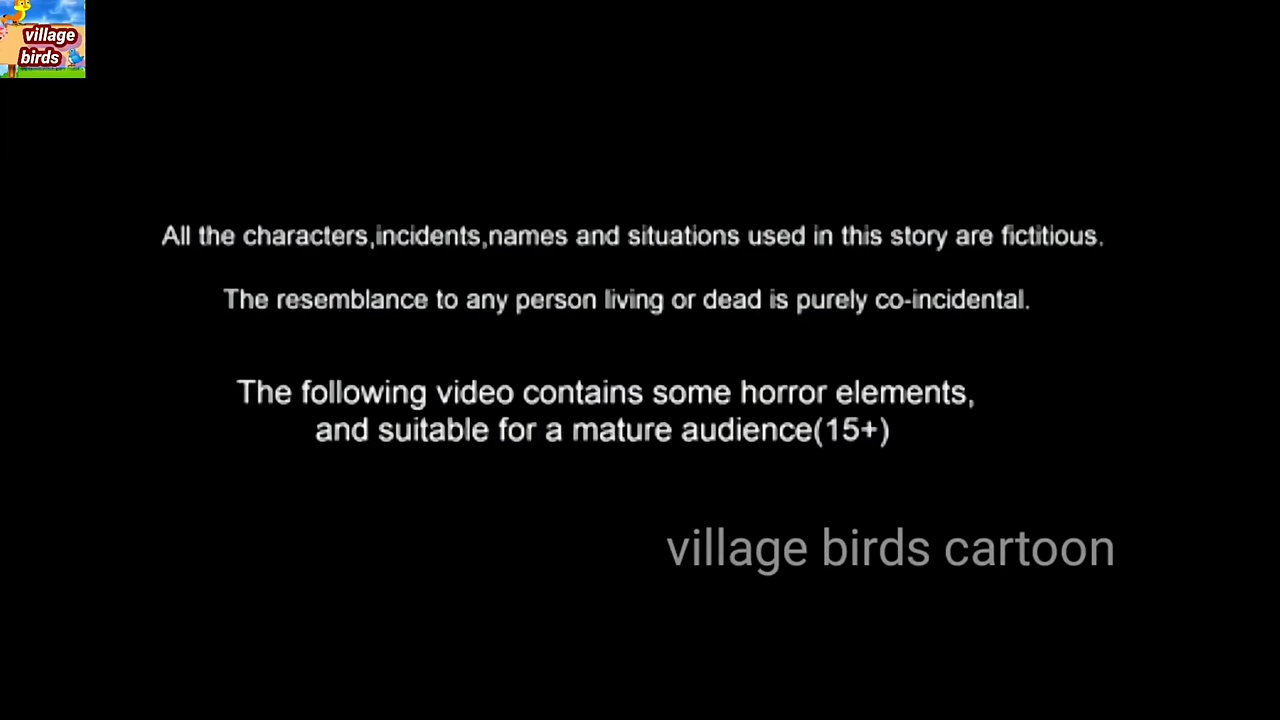 village
birds
All the characters,incidents,names and situations used in this story are fictitious.
The resemblance to any person living or dead is purely co-incidental.
The following video contains some horror elements,
and suitable for a mature audience(15+)
village birds cartoon